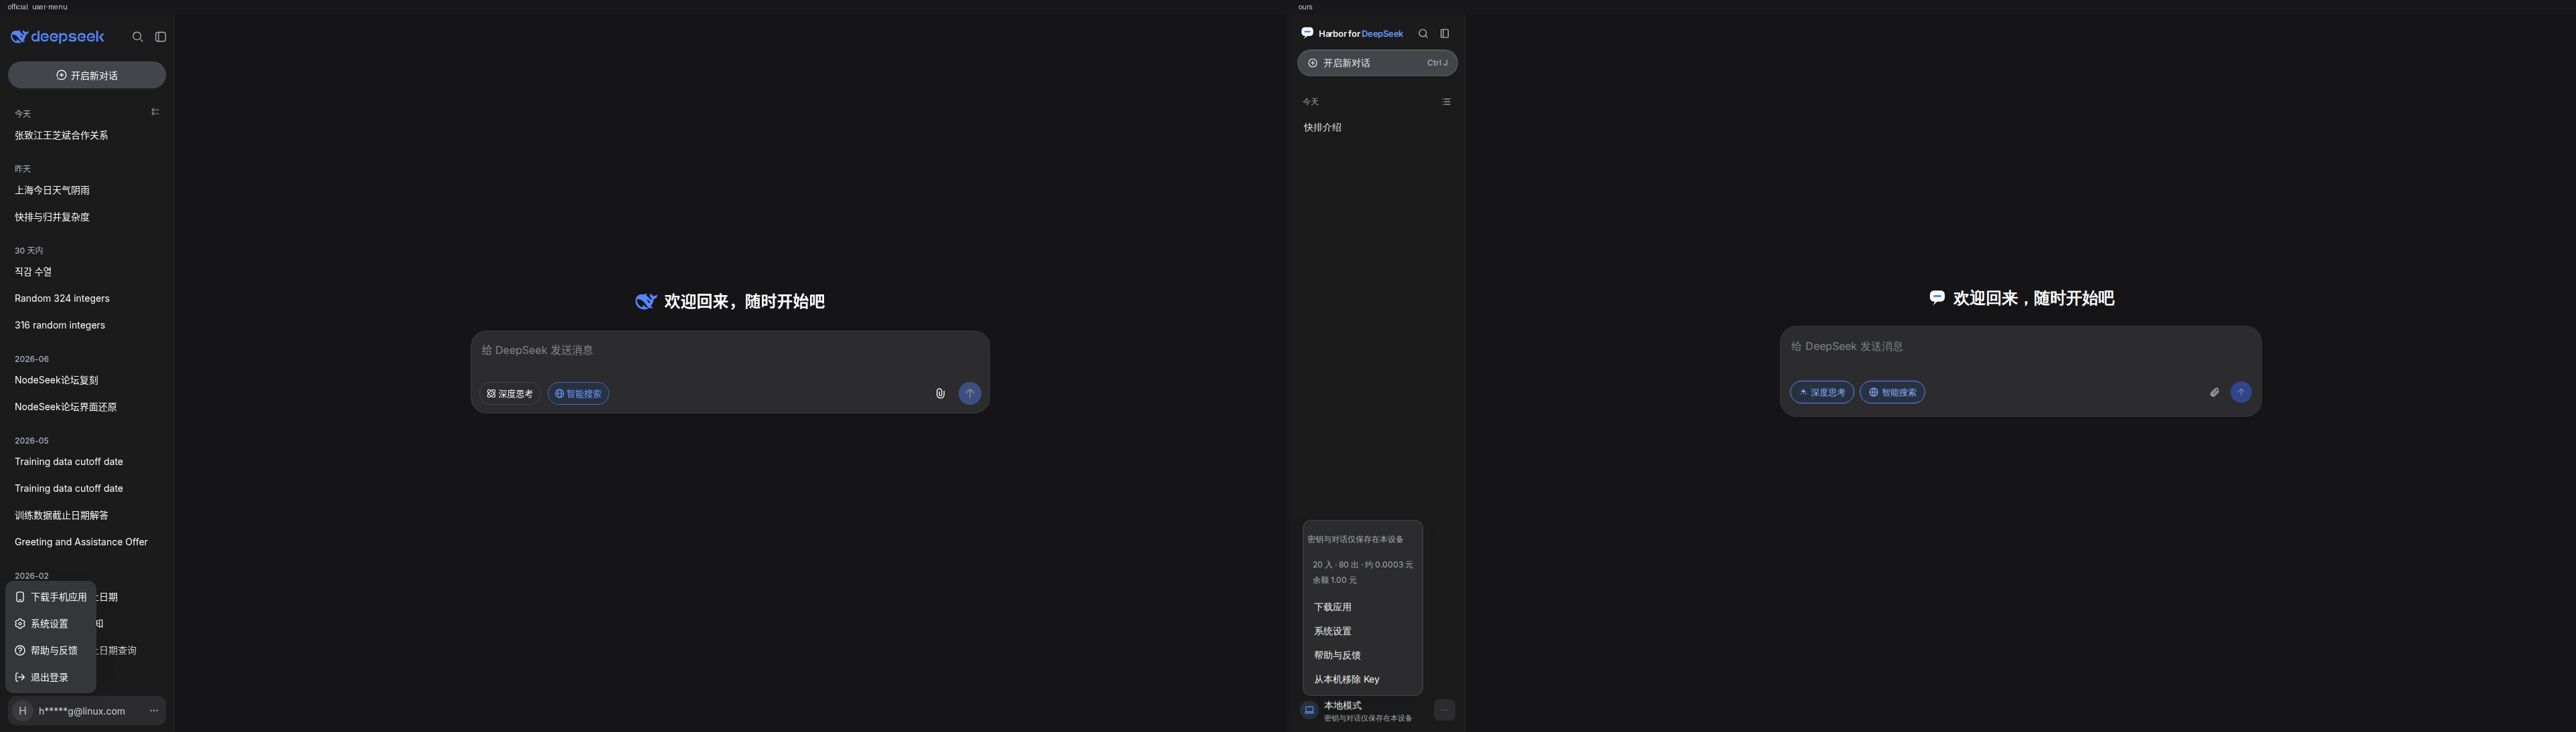 official user-menu
deepseek
开启新对话
今天
张致江王芝斌合作关系
昨天
上海今日天气阴雨
快排与归并复杂度
30 天内
직감 수열
Random 324 integers
316 random integers
2026-06
NodeSeek论坛复刻
NodeSeek论坛界面还原
2026-05
Training data cutoff date
Training data cutoff date
训练数据截止日期解答
Greeting and Assistance Offer
2026-02
下载手机应用
止日期
系统设置
帮助与反馈
止日期查询
退出登录
H h*****g@linux.com
欢迎回来，随时开始吧
给 DeepSeek 发送消息
深度思考
智能搜索
ours
Harbor for DeepSeek
开启新对话 Ctrl J
今天
快排介绍
密钥与对话仅保存在本设备
20 入 · 80 出 · 约 0.0003 元
余额 1.00 元
下载应用
系统设置
帮助与反馈
从本机移除 Key
本地模式
密钥与对话仅保存在本设备
欢迎回来，随时开始吧
给 DeepSeek 发送消息
深度思考
智能搜索